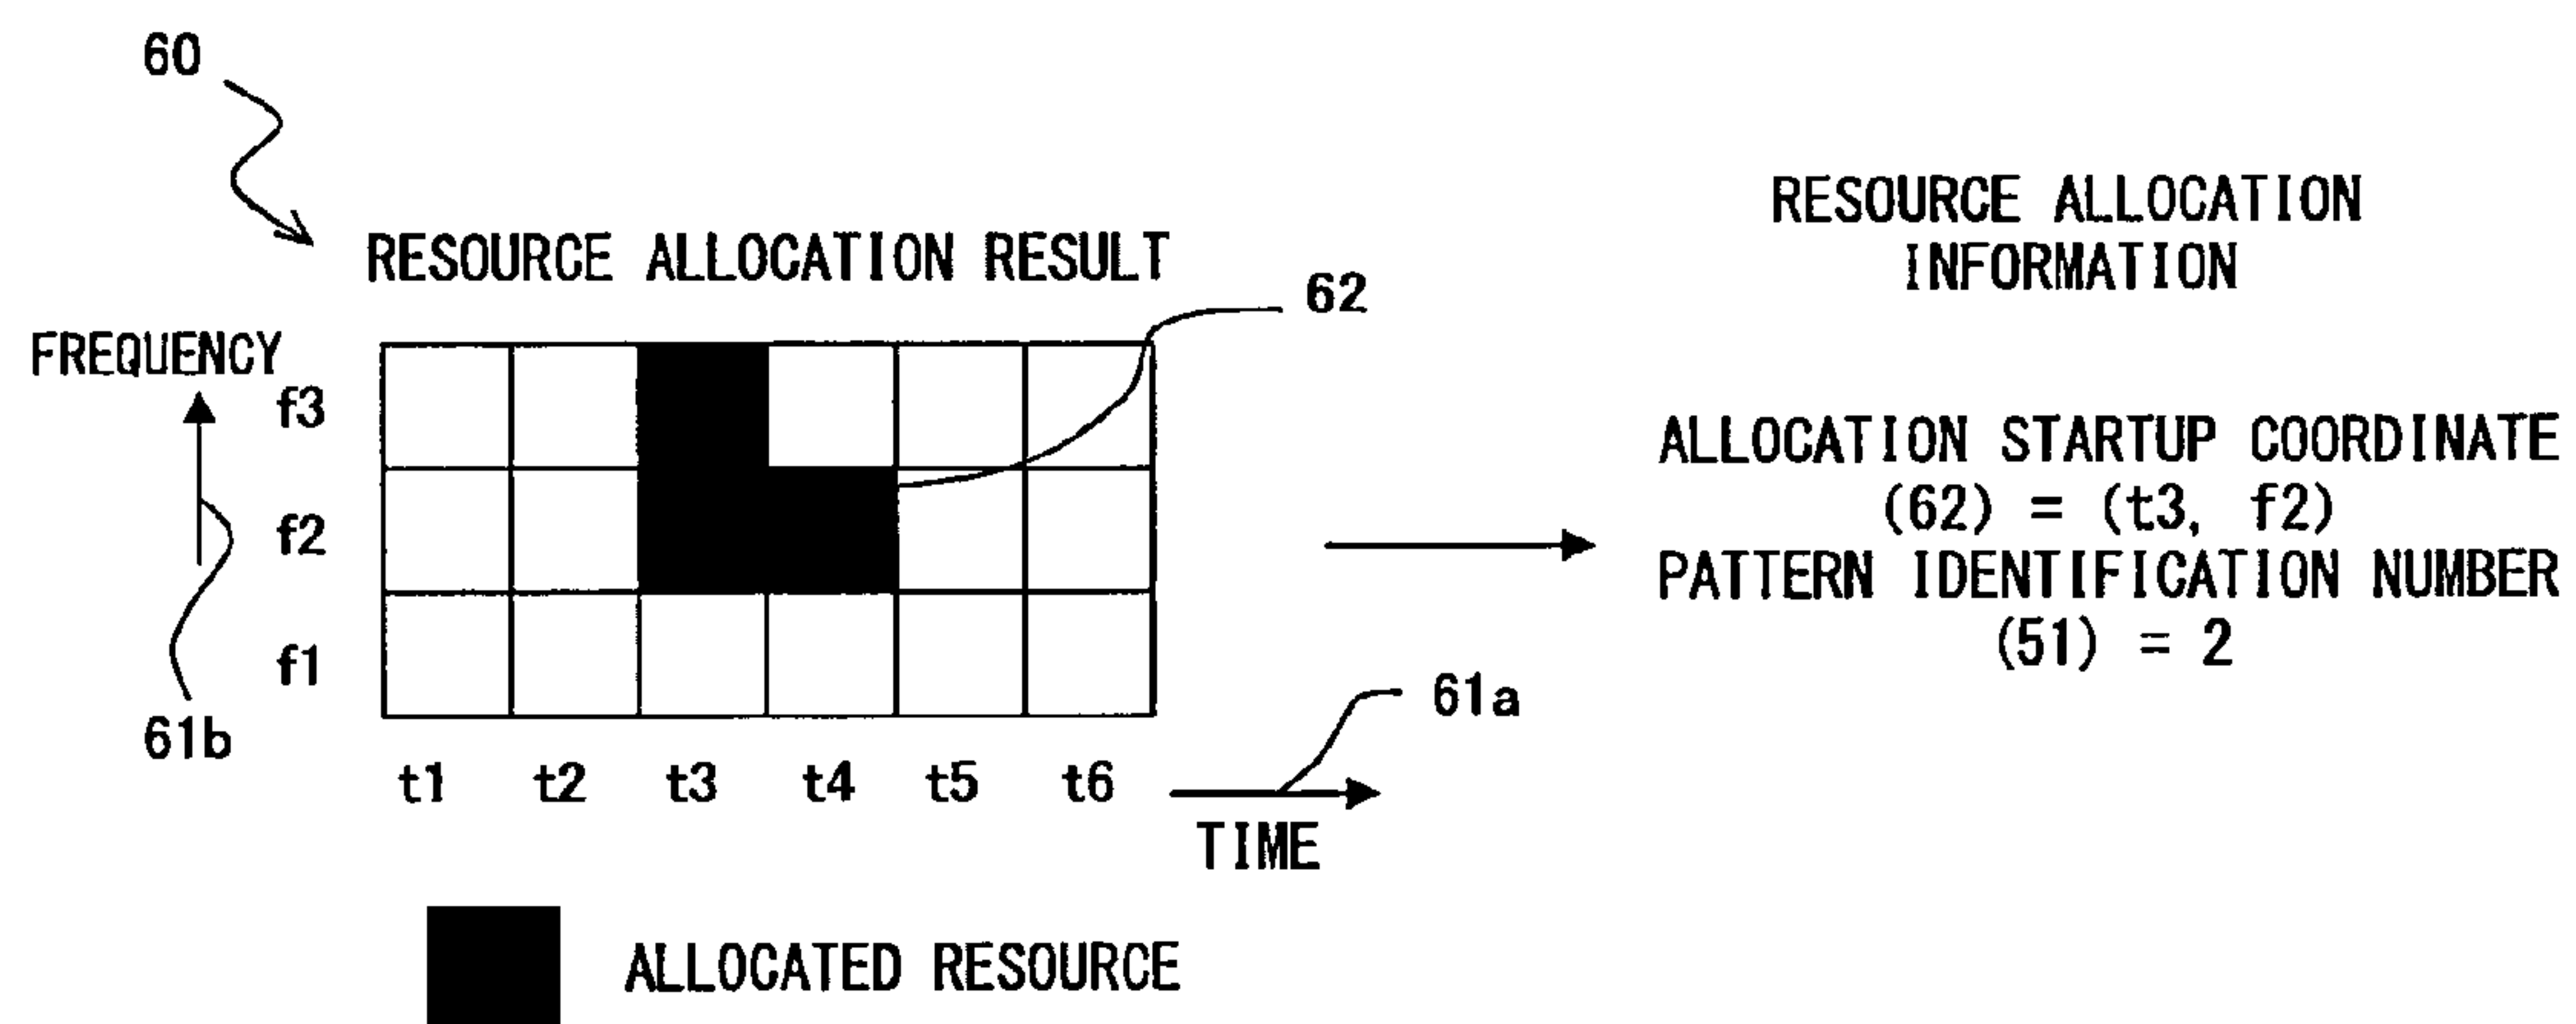 60
RESOURCE ALLOCATION RESULT
62
FREQUENCY
f3
f2
f1
61b
t1 t2 t3 t4 t5 t6
61a
TIME
ALLOCATED RESOURCE
RESOURCE ALLOCATION
INFORMATION
ALLOCATION STARTUP COORDINATE
(62) = (t3, f2)
PATTERN IDENTIFICATION NUMBER
(51) = 2